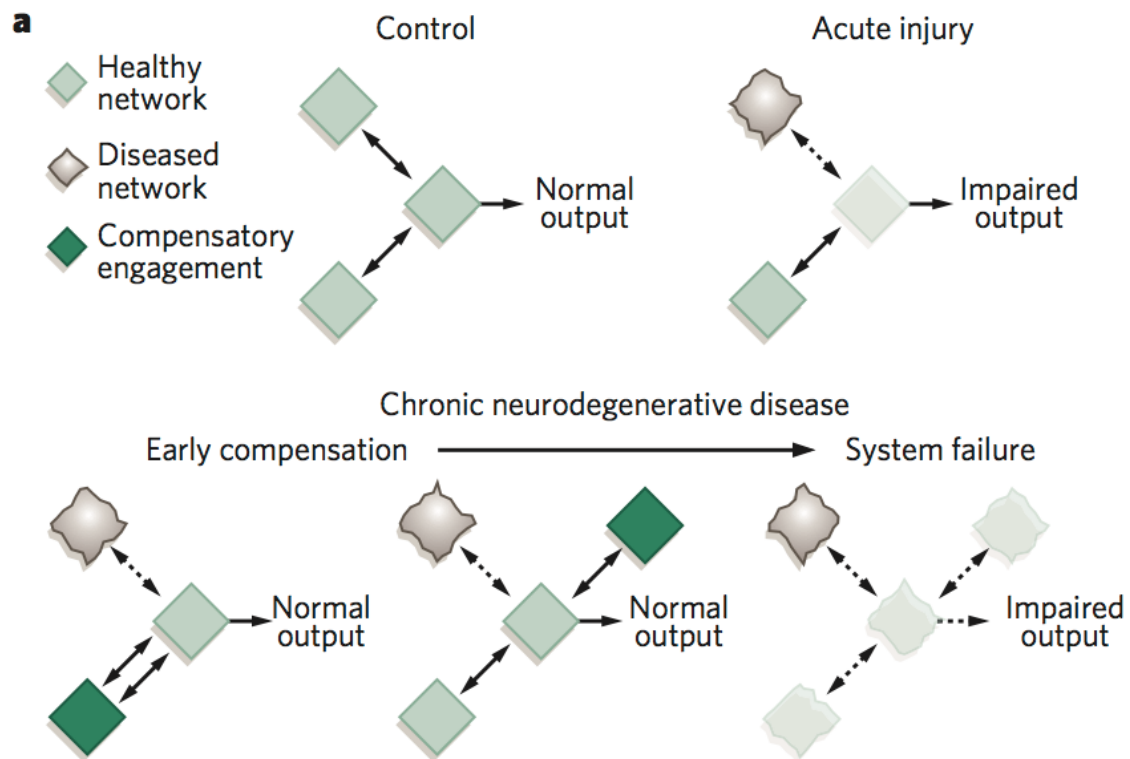 a
Control
Acute injury
Healthy
network
Diseased
network
Compensatory
engagement
Normal
output
Impaired
output
Chronic neurodegenerative disease
Early compensation
System failure
Normal
output
Normal
output
Impaired
output